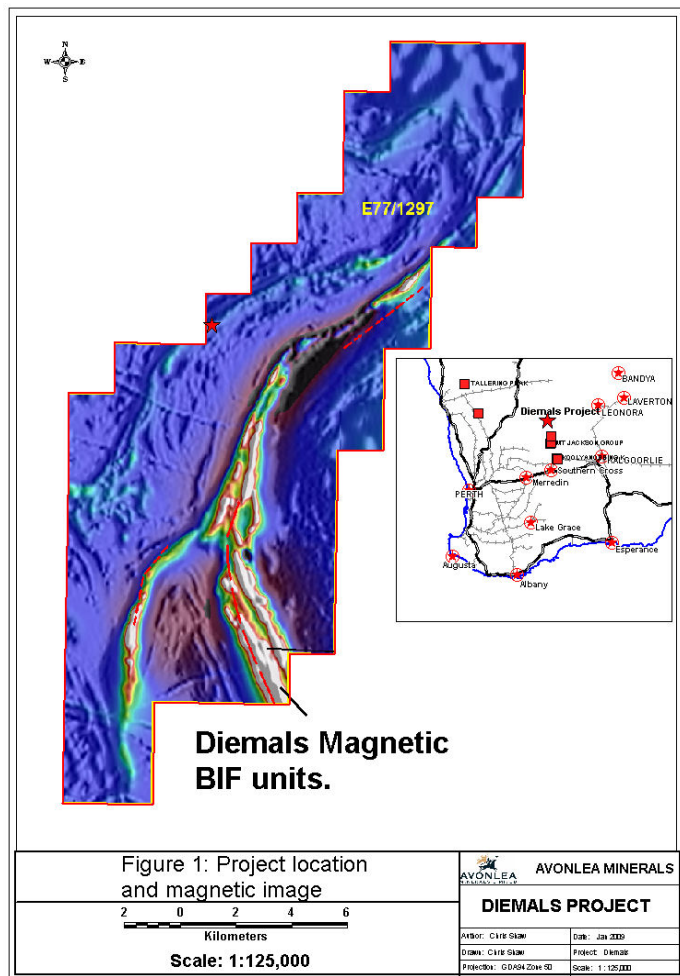 N
W E
S
E77/1297
TALLERING PEAK
BANDYA
LAVERTON
LEONORA
Diemals Project
MT JACKSON GROUP
KALGOORLIE
Southern Cross
Merredin
PERTH
Lake Grace
Esperance
Augusta
Albany
Diemals Magnetic
BIF units.
Figure 1: Project location
and magnetic image
2 0 2 4 6
Kilometers
Scale: 1:125,000
AVONLEA
MINERALS LIMITED
AVONLEA MINERALS
DIEMALS PROJECT
Author: Chris Shaw
Date: Jan 2009
Drawn: Chris Shaw
Project: Diemals
Projection: GDA94 Zone 50
Scale: 1:125,000